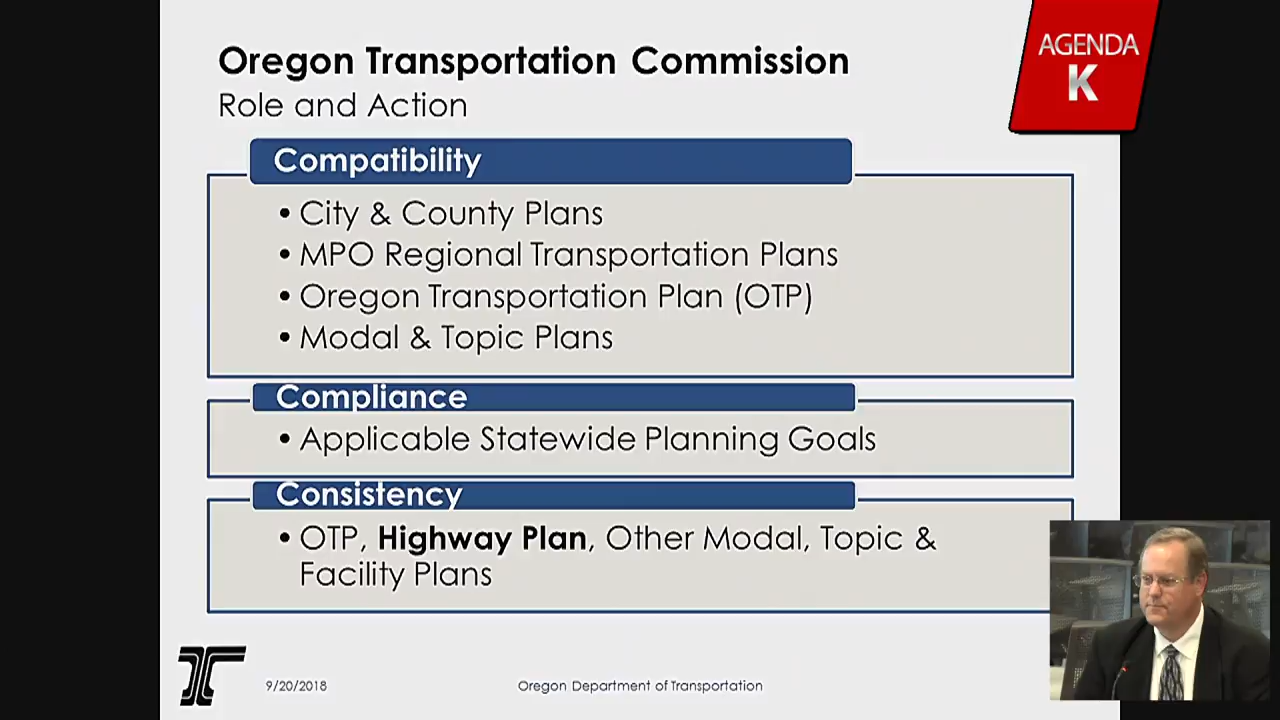 Oregon Transportation Commission
Role and Action
AGENDA
K
Compatibility
• City & County Plans
• MPO Regional Transportation Plans
• Oregon Transportation Plan (OTP)
• Modal & Topic Plans
Compliance
• Applicable Statewide Planning Goals
Consistency
• OTP, Highway Plan, Other Modal, Topic &
Facility Plans
9/20/2018
Oregon Department of Transportation